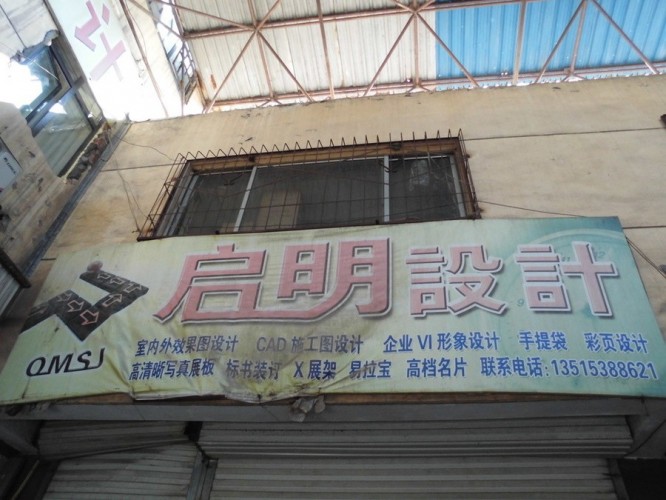 计
启明設計
QMSJ
室内外效果图设计 CAD施工图设计 企业VI形象设计 手提袋 彩页设计
高清晰写真展板 标书装订 X展架 易拉宝 高档名片 联系电话:13515388621